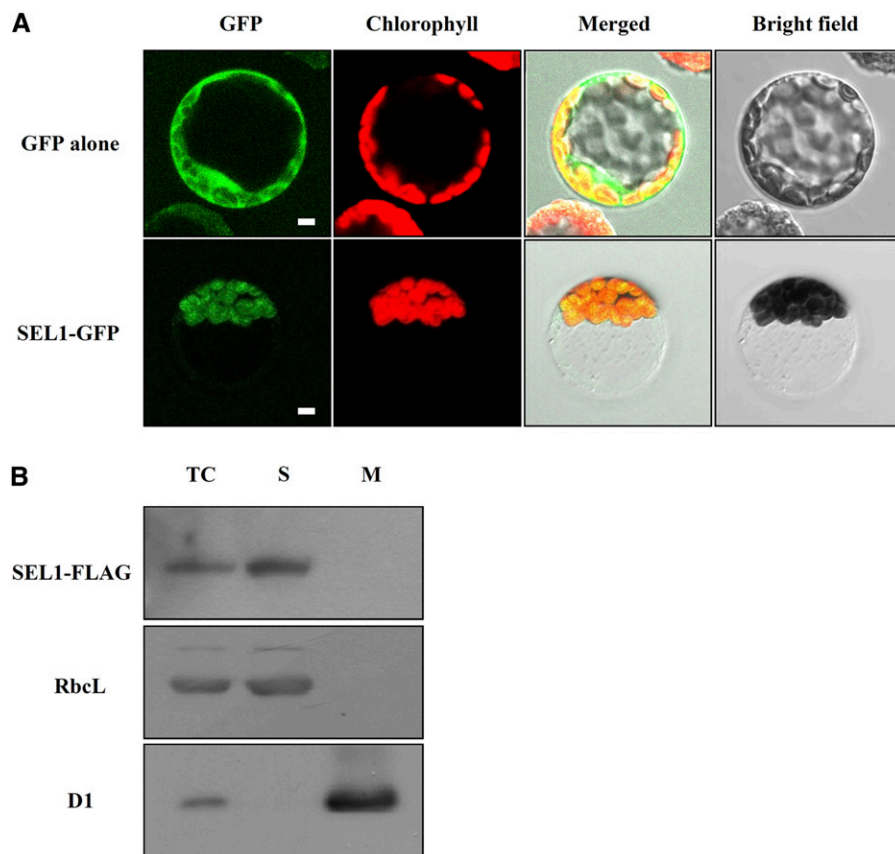 A
GFP Chlorophyll Merged Bright field
GFP alone
SEL1-GFP
B
TC S M
SEL1-FLAG
RbcL
D1